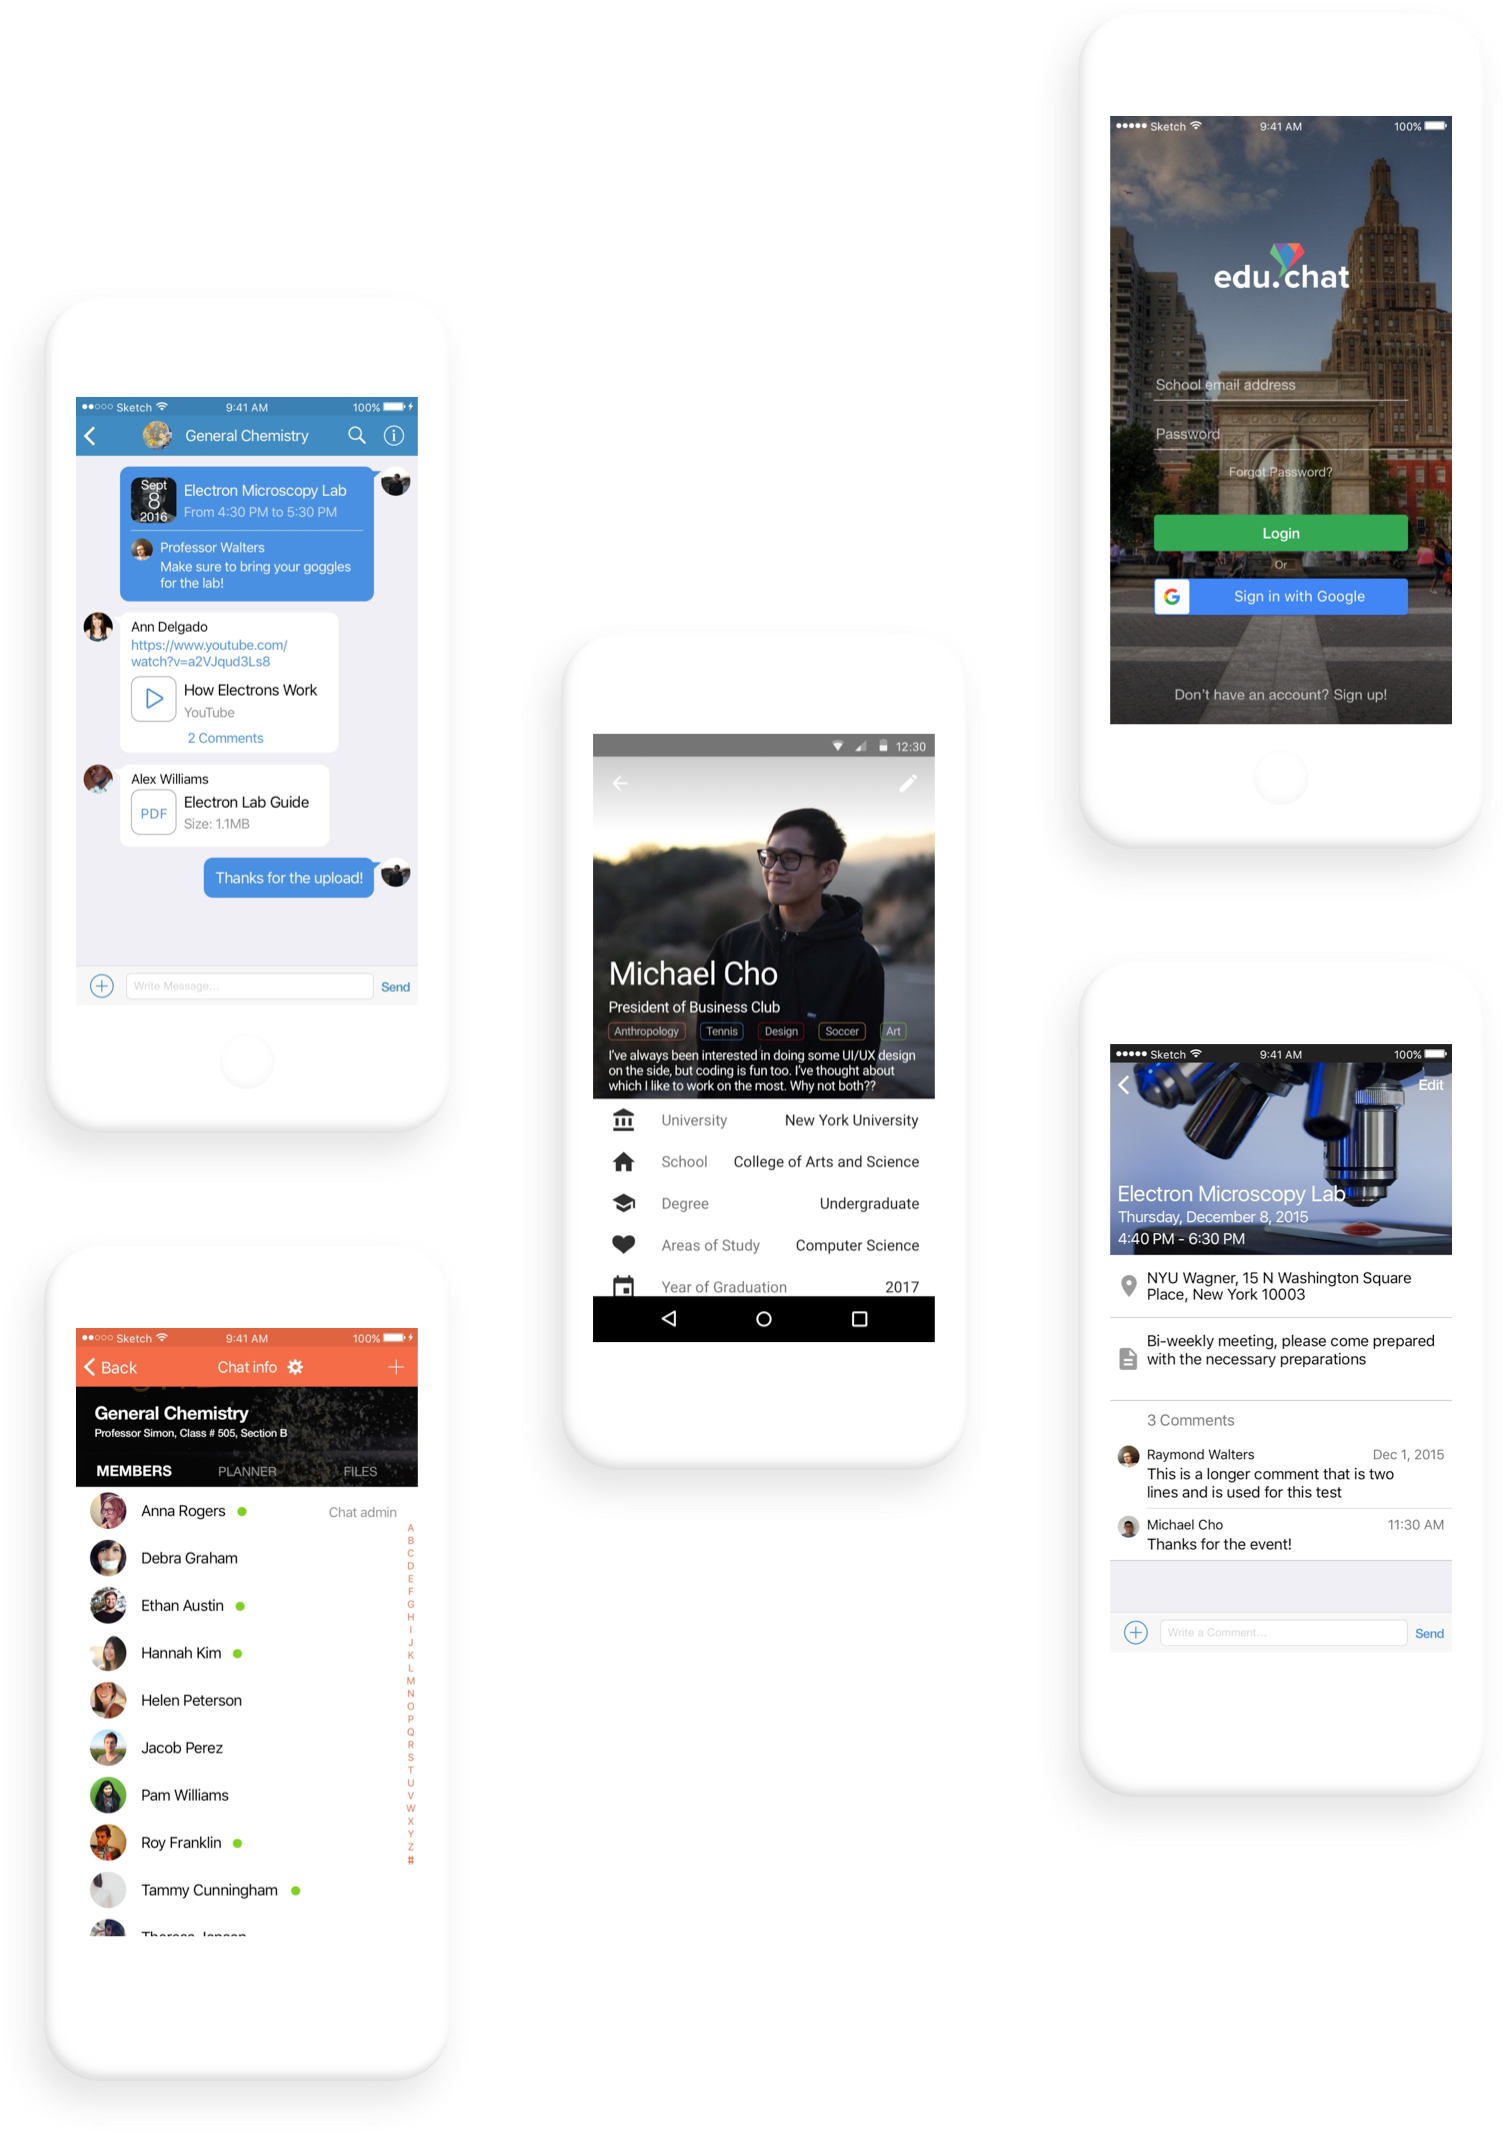 Sketch 9:41 AM 100%
General Chemistry
Sept
8
2016
Electron Microscopy Lab
From 4:30 PM to 5:30 PM
Professor Walters
Make sure to bring your goggles
for the lab!
Ann Delgado
https://www.youtube.com/
watch?v=a2VJqud3Ls8
How Electrons Work
YouTube
2 Comments
Alex Williams
PDF
Electron Lab Guide
Size: 1.1MB
Thanks for the upload!
Write Message...
Send
Sketch 9:41 AM 100%
Back Chat info
General Chemistry
Professor Simon, Class # 505, Section B
MEMBERS PLANNER FILES
Anna Rogers Chat admin
Debra Graham
Ethan Austin
Hannah Kim
Helen Peterson
Jacob Perez
Pam Williams
Roy Franklin
Tammy Cunningham
A
B
C
D
E
F
G
H
I
J
K
L
M
N
O
P
Q
R
S
T
U
V
W
X
Y
Z
#
12:30
Michael Cho
President of Business Club
Anthropology Tennis Design Soccer Art
I've always been interested in doing some UI/UX design
on the side, but coding is fun too. I've thought about
which I like to work on the most. Why not both??
University New York University
School College of Arts and Science
Degree Undergraduate
Areas of Study Computer Science
Year of Graduation 2017
Sketch 9:41 AM 100%
edu.chat
School email address
Password
Forgot Password?
Login
Or
G Sign in with Google
Don't have an account? Sign up!
Sketch 9:41 AM 100%
Edit
Electron Microscopy Lab
Thursday, December 8, 2015
4:40 PM - 6:30 PM
NYU Wagner, 15 N Washington Square
Place, New York 10003
Bi-weekly meeting, please come prepared
with the necessary preparations
3 Comments
Raymond Walters Dec 1, 2015
This is a longer comment that is two
lines and is used for this test
Michael Cho 11:30 AM
Thanks for the event!
Write a Comment...
Send